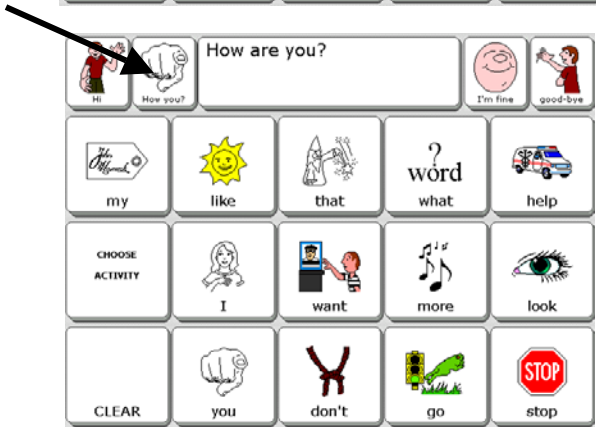 How are you?
Hi
How you?
I'm fine
good-bye
my
like
that
? word
what
help
CHOOSE
ACTIVITY
I
want
more
look
CLEAR
you
don't
go
STOP
stop